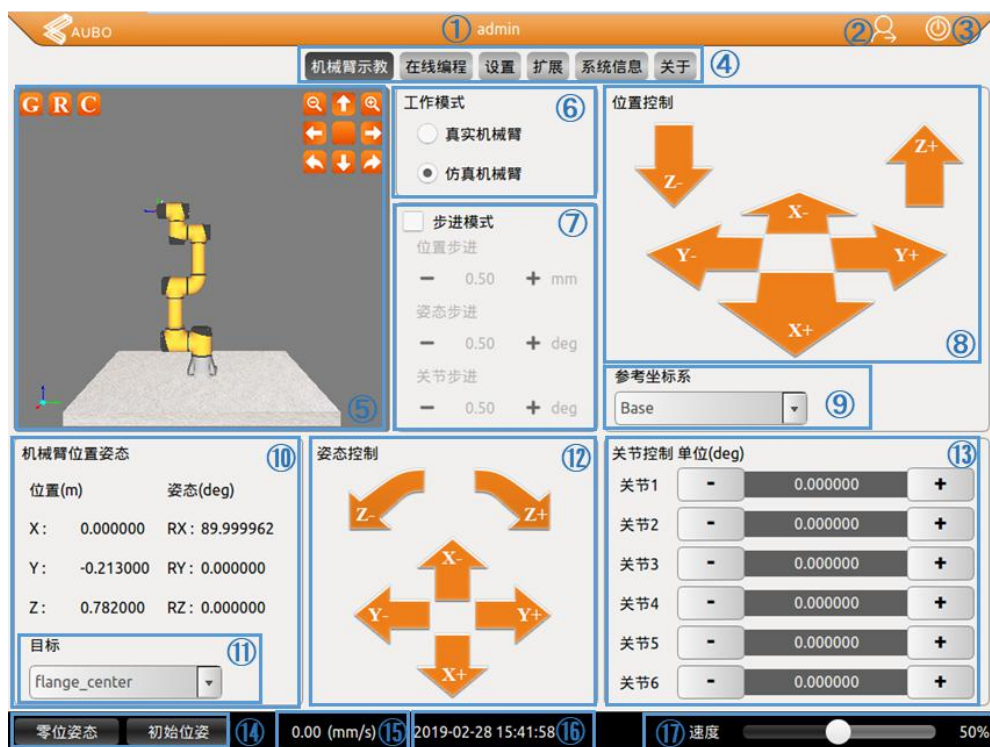 AUBO ① admin ② ③
机械臂示教 在线编程 设置 扩展 系统信息 关于 ④
G R C
⑤
工作模式 ⑥
真实机械臂
仿真机械臂
步进模式 ⑦
位置步进
- 0.50 + mm
姿态步进
- 0.50 + deg
关节步进
- 0.50 + deg
位置控制
Z- Z+
X-
Y- Y+
X+
⑧
参考坐标系
Base ⑨
机械臂位置姿态 ⑩
位置(m) 姿态(deg)
X: 0.000000 RX: 89.999962
Y: -0.213000 RY: 0.000000
Z: 0.782000 RZ: 0.000000
目标 ⑪
flange_center
姿态控制 ⑫
Z- Z+
X-
Y- Y+
X+
关节控制 单位(deg) ⑬
关节1 - 0.000000 +
关节2 - 0.000000 +
关节3 - 0.000000 +
关节4 - 0.000000 +
关节5 - 0.000000 +
关节6 - 0.000000 +
零位姿态 初始位姿 ⑭ 0.00 (mm/s) ⑮ 2019-02-28 15:41:58 ⑯ ⑰ 速度 50%